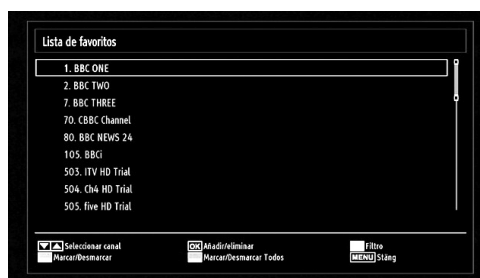 Lista de favoritos
1. BBC ONE
2. BBC TWO
7. BBC THREE
70. CBBC Channel
80. BBC NEWS 24
105. BBCi
503. ITV HD Trial
504. Ch4 HD Trial
505. five HD Trial
Seleccionar canal OK Añadir/eliminar Filtro
Marcar/Desmarcar Marcar/Desmarcar Todos MENU Stäng